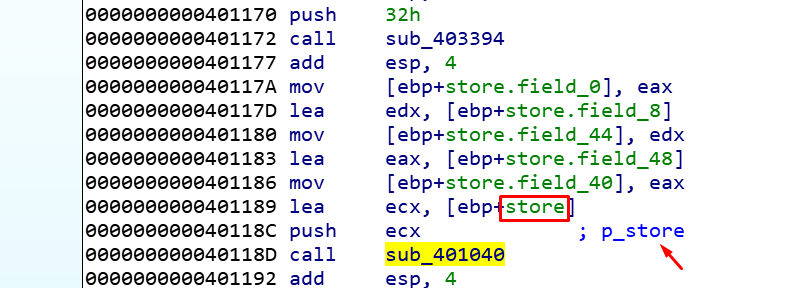 0000000000401170 push 32h
0000000000401172 call sub_403394
0000000000401177 add esp, 4
000000000040117A mov [ebp+store.field_0], eax
000000000040117D lea edx, [ebp+store.field_8]
0000000000401180 mov [ebp+store.field_44], edx
0000000000401183 lea eax, [ebp+store.field_48]
0000000000401186 mov [ebp+store.field_40], eax
0000000000401189 lea ecx, [ebp+store]
000000000040118C push ecx ; p_store
000000000040118D call sub_401040
0000000000401192 add esp, 4